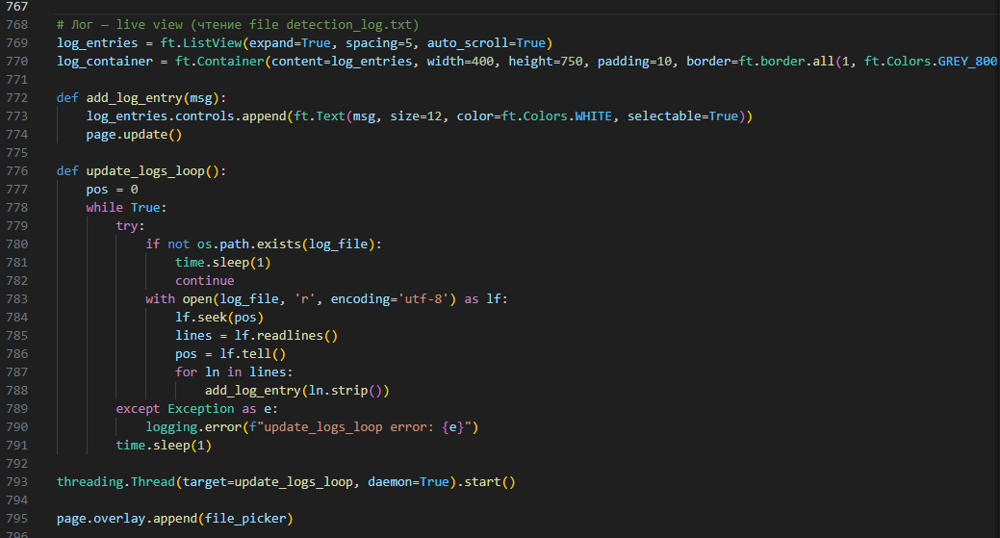 767
768 # Лог — live view (чтение file detection_log.txt)
769 log_entries = ft.ListView(expand=True, spacing=5, auto_scroll=True)
770 log_container = ft.Container(content=log_entries, width=400, height=750, padding=10, border=ft.border.all(1, ft.Colors.GREY_800
771
772 def add_log_entry(msg):
773     log_entries.controls.append(ft.Text(msg, size=12, color=ft.Colors.WHITE, selectable=True))
774     page.update()
775
776 def update_logs_loop():
777     pos = 0
778     while True:
779         try:
780             if not os.path.exists(log_file):
781                 time.sleep(1)
782                 continue
783             with open(log_file, 'r', encoding='utf-8') as lf:
784                 lf.seek(pos)
785                 lines = lf.readlines()
786                 pos = lf.tell()
787                 for ln in lines:
788                     add_log_entry(ln.strip())
789         except Exception as e:
790             logging.error(f"update_logs_loop error: {e}")
791         time.sleep(1)
792
793 threading.Thread(target=update_logs_loop, daemon=True).start()
794
795 page.overlay.append(file_picker)
796